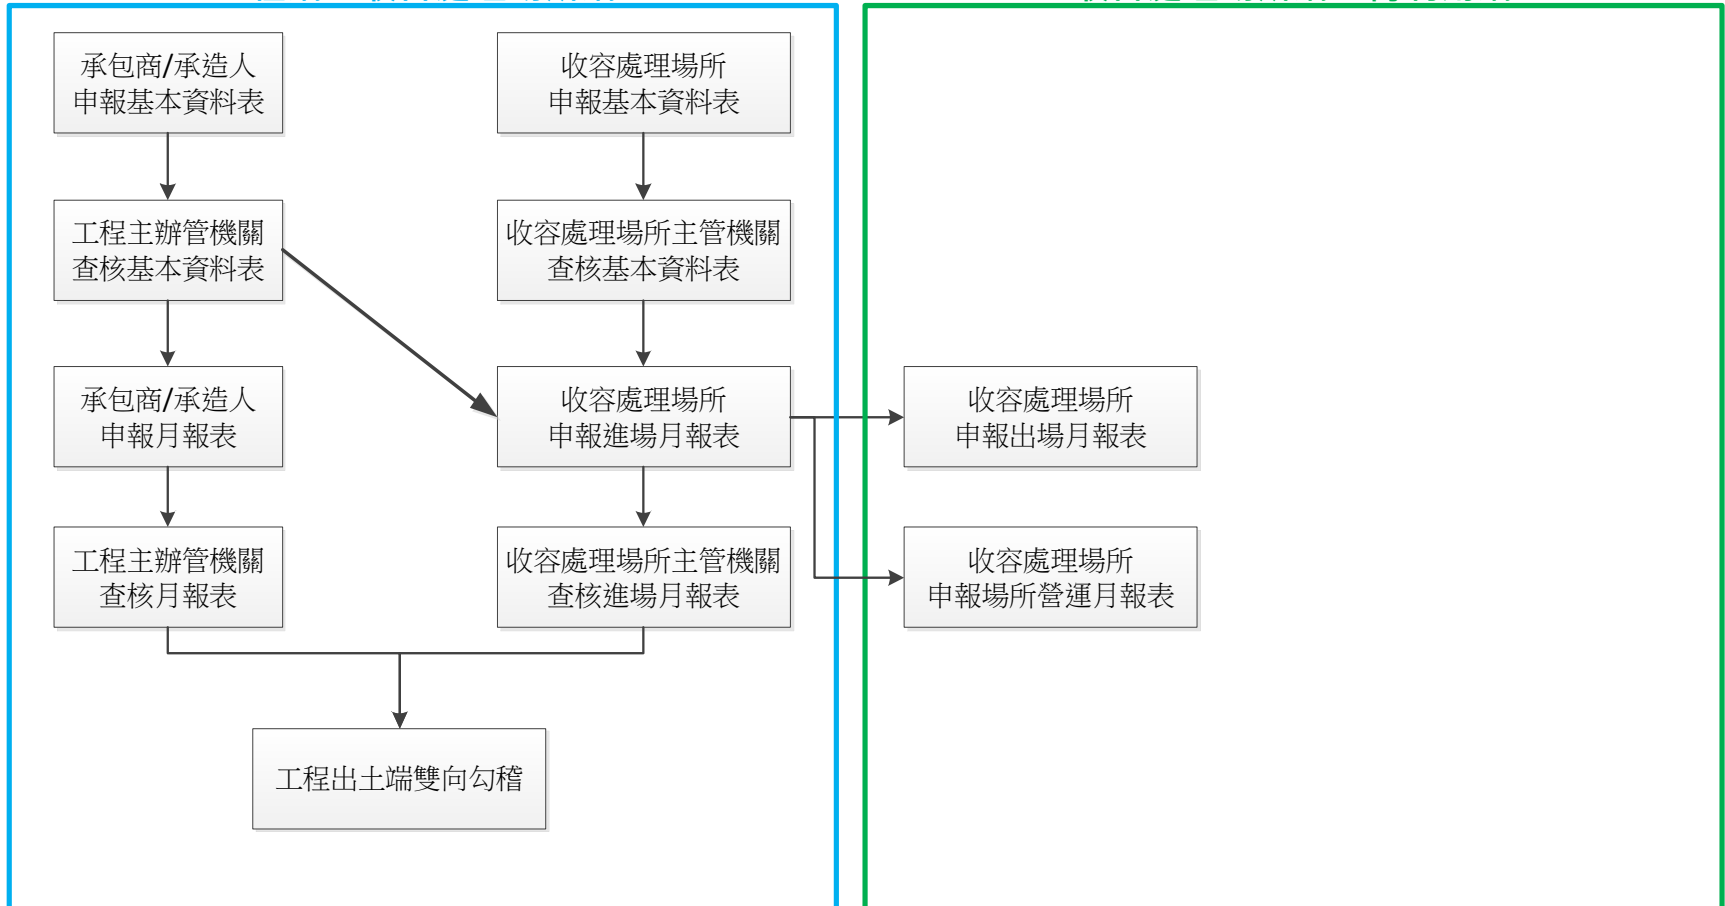 承包商/承造人
申報基本資料表
收容處理場所
申報基本資料表
工程主辦管機關
查核基本資料表
收容處理場所主管機關
查核基本資料表
承包商/承造人
申報月報表
收容處理場所
申報進場月報表
收容處理場所
申報出場月報表
工程主辦管機關
查核月報表
收容處理場所主管機關
查核進場月報表
收容處理場所
申報場所營運月報表
工程出土端雙向勾稽